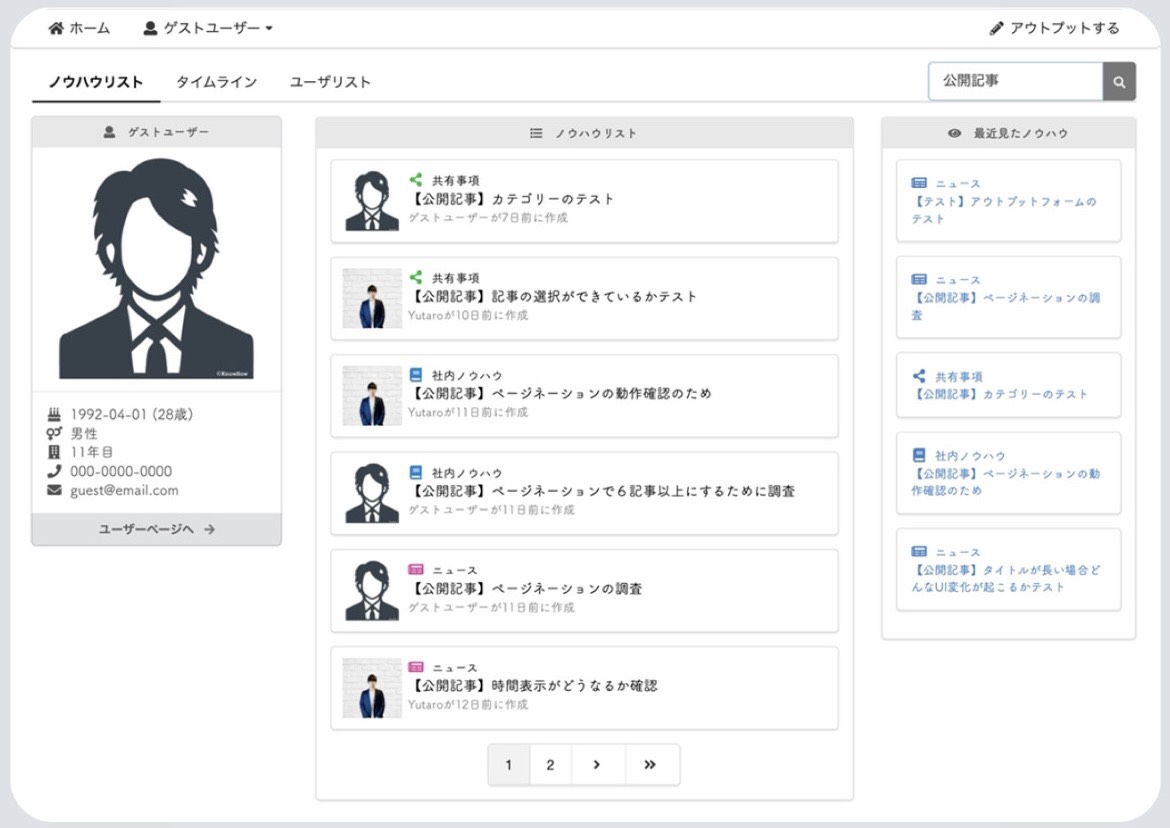 ホーム
ゲストユーザー
アウトプットする
ノウハウリスト
タイムライン
ユーザリスト
公開記事
ゲストユーザー
©KnowHow
1992-04-01 (28歳)
男性
11年目
000-0000-0000
guest@email.com
ユーザーページへ
ノウハウリスト
共有事項
【公開記事】カテゴリーのテスト
ゲストユーザーが7日前に作成
共有事項
【公開記事】記事の選択ができているかテスト
Yutaroが10日前に作成
社内ノウハウ
【公開記事】ページネーションの動作確認のため
Yutaroが11日前に作成
社内ノウハウ
【公開記事】ページネーションで6記事以上にするために調査
ゲストユーザーが11日前に作成
ニュース
【公開記事】ページネーションの調査
ゲストユーザーが11日前に作成
ニュース
【公開記事】時間表示がどうなるか確認
Yutaroが12日前に作成
1
2
最近見たノウハウ
ニュース
【テスト】アウトプットフォームの
テスト
ニュース
【公開記事】ページネーションの調
査
共有事項
【公開記事】カテゴリーのテスト
社内ノウハウ
【公開記事】ページネーションの動
作確認のため
ニュース
【公開記事】タイトルが長い場合ど
んなUI変化が起こるかテスト